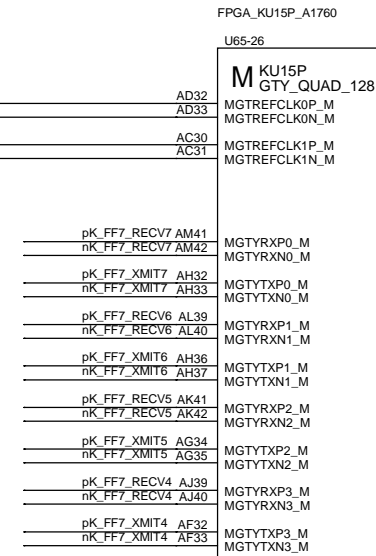 FPGA_KU15P_A1760
U65-26
M KU15P
GTY_QUAD_128
AD32 MGTREFCLK0P_M
AD33 MGTREFCLK0N_M
AC30 MGTREFCLK1P_M
AC31 MGTREFCLK1N_M
pK_FF7_RECV7 AM41 MGTYRXP0_M
nK_FF7_RECV7 AM42 MGTYRXN0_M
pK_FF7_XMIT7 AH32 MGTYTXP0_M
nK_FF7_XMIT7 AH33 MGTYTXN0_M
pK_FF7_RECV6 AL39 MGTYRXP1_M
nK_FF7_RECV6 AL40 MGTYRXN1_M
pK_FF7_XMIT6 AH36 MGTYTXP1_M
nK_FF7_XMIT6 AH37 MGTYTXN1_M
pK_FF7_RECV5 AK41 MGTYRXP2_M
nK_FF7_RECV5 AK42 MGTYRXN2_M
pK_FF7_XMIT5 AG34 MGTYTXP2_M
nK_FF7_XMIT5 AG35 MGTYTXN2_M
pK_FF7_RECV4 AJ39 MGTYRXP3_M
nK_FF7_RECV4 AJ40 MGTYRXN3_M
pK_FF7_XMIT4 AF32 MGTYTXP3_M
nK_FF7_XMIT4 AF33 MGTYTXN3_M